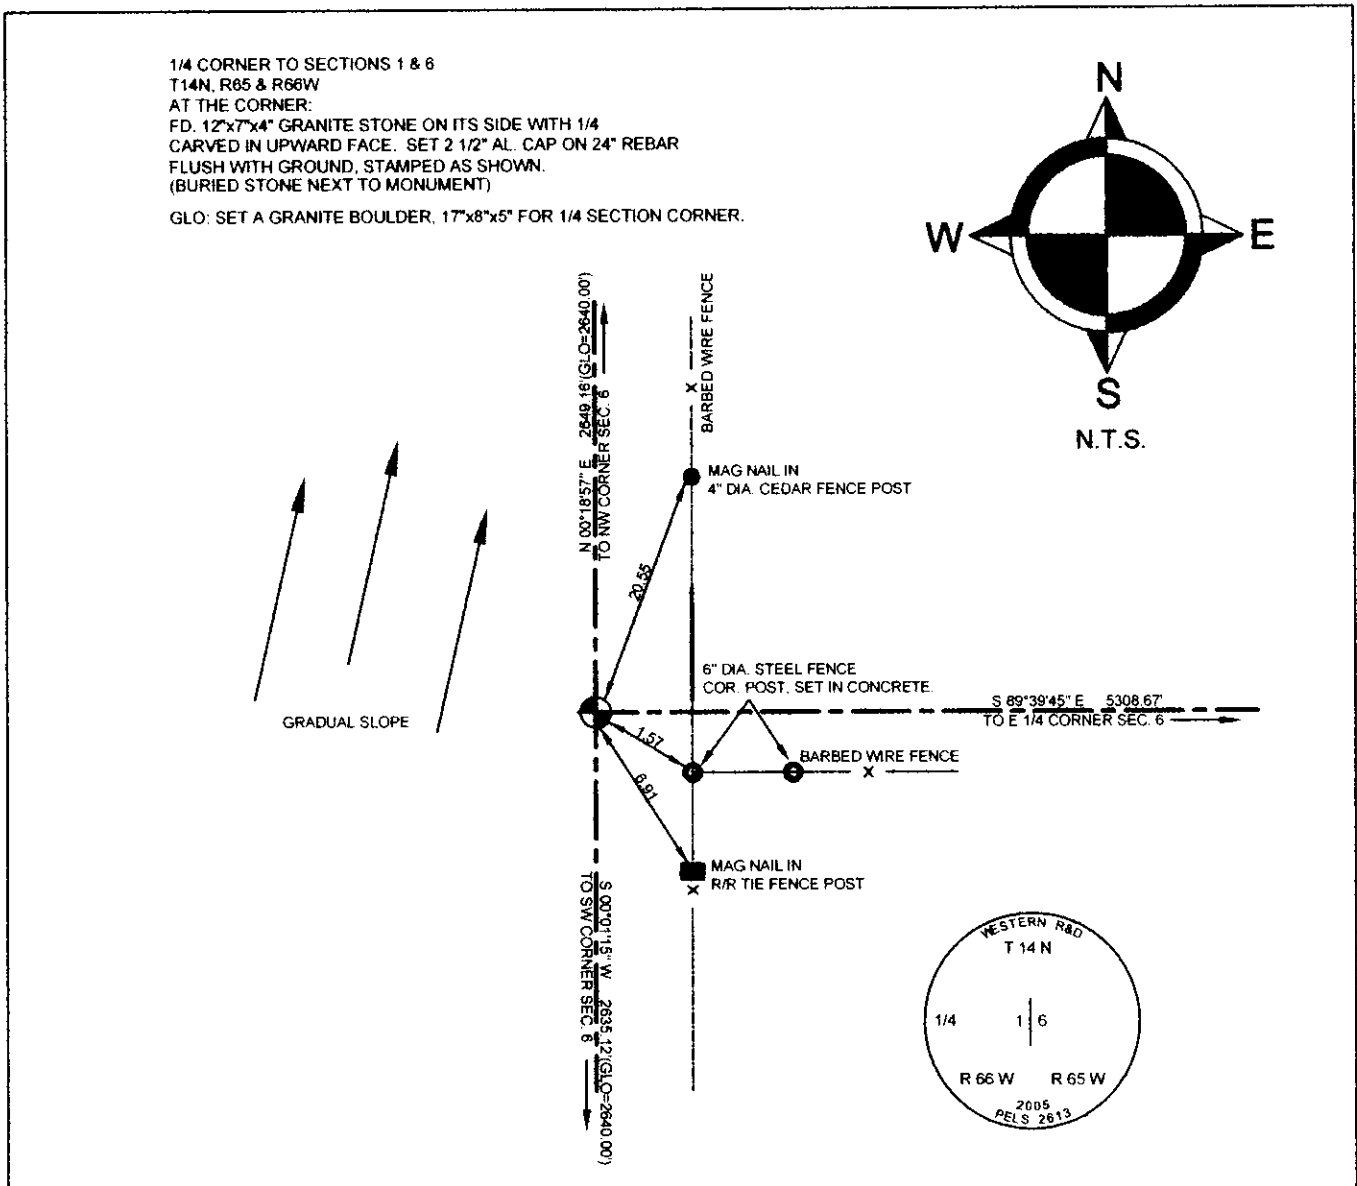 1/4 CORNER TO SECTIONS 1 & 6
T14N, R65 & R66W
AT THE CORNER:
FD. 12"x7"x4" GRANITE STONE ON ITS SIDE WITH 1/4
CARVED IN UPWARD FACE. SET 2 1/2" AL. CAP ON 24" REBAR
FLUSH WITH GROUND, STAMPED AS SHOWN.
(BURIED STONE NEXT TO MONUMENT)
GLO: SET A GRANITE BOULDER, 17"x8"x5" FOR 1/4 SECTION CORNER.
N
W
E
S
N.T.S.
N 00°18'57" E 2649.16'(GLO=2640.00')
TO NW CORNER SEC. 6
BARBED WIRE FENCE
X
MAG NAIL IN
4" DIA. CEDAR FENCE POST
20.55
6" DIA. STEEL FENCE
COR. POST, SET IN CONCRETE.
GRADUAL SLOPE
S 89°39'45" E 5308.67'
TO E 1/4 CORNER SEC. 6
1.57
BARBED WIRE FENCE
X
6.91
MAG NAIL IN
R/R TIE FENCE POST
X
S 00°01'15" W 2635.12'(GLO=2640.00')
TO SW CORNER SEC. 6
WESTERN R&D
T 14 N
1/4 1 6
R 66 W R 65 W
2005
PELS 2613